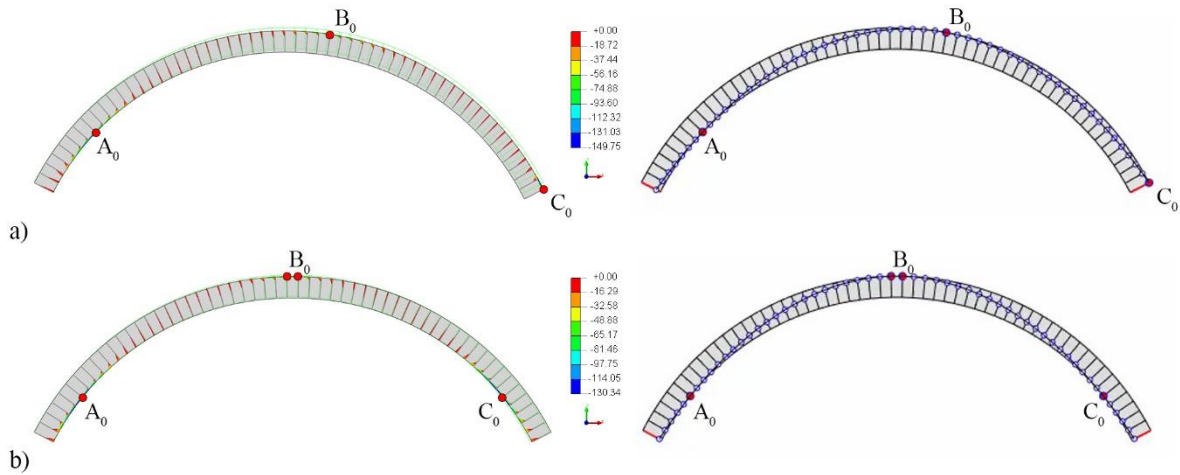 B₀
A₀
C₀
+0.00
-18.72
-37.44
-56.16
-74.88
-93.60
-112.32
-131.03
-149.75
B₀
A₀
C₀
a)
B₀
A₀
C₀
+0.00
-16.29
-32.58
-48.88
-65.17
-81.46
-97.75
-114.05
-130.34
B₀
A₀
C₀
b)